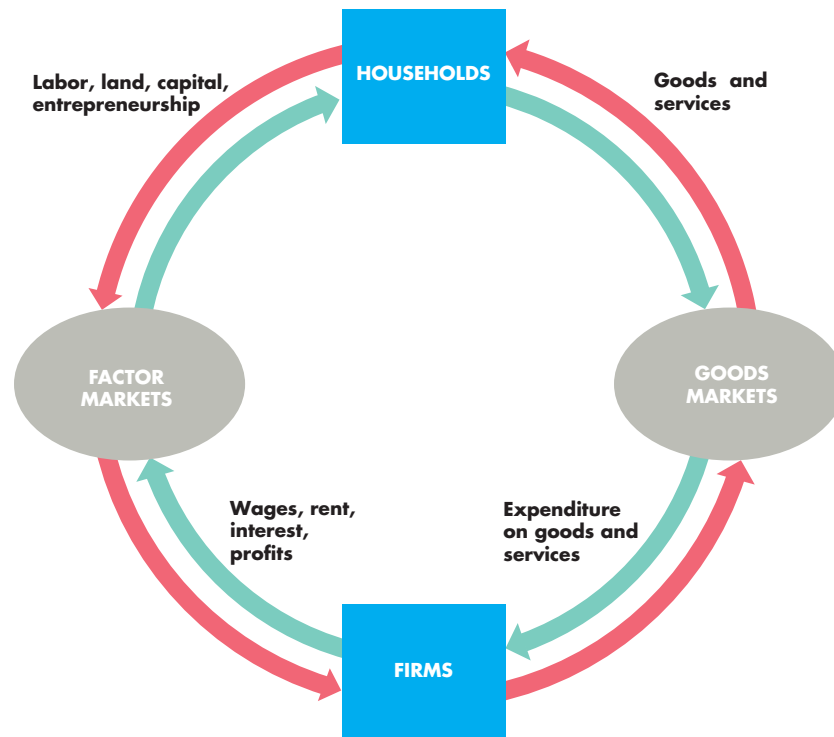 HOUSEHOLDS
Labor, land, capital,
entrepreneurship
Goods and
services
FACTOR
MARKETS
GOODS
MARKETS
Wages, rent,
interest,
profits
Expenditure
on goods and
services
FIRMS